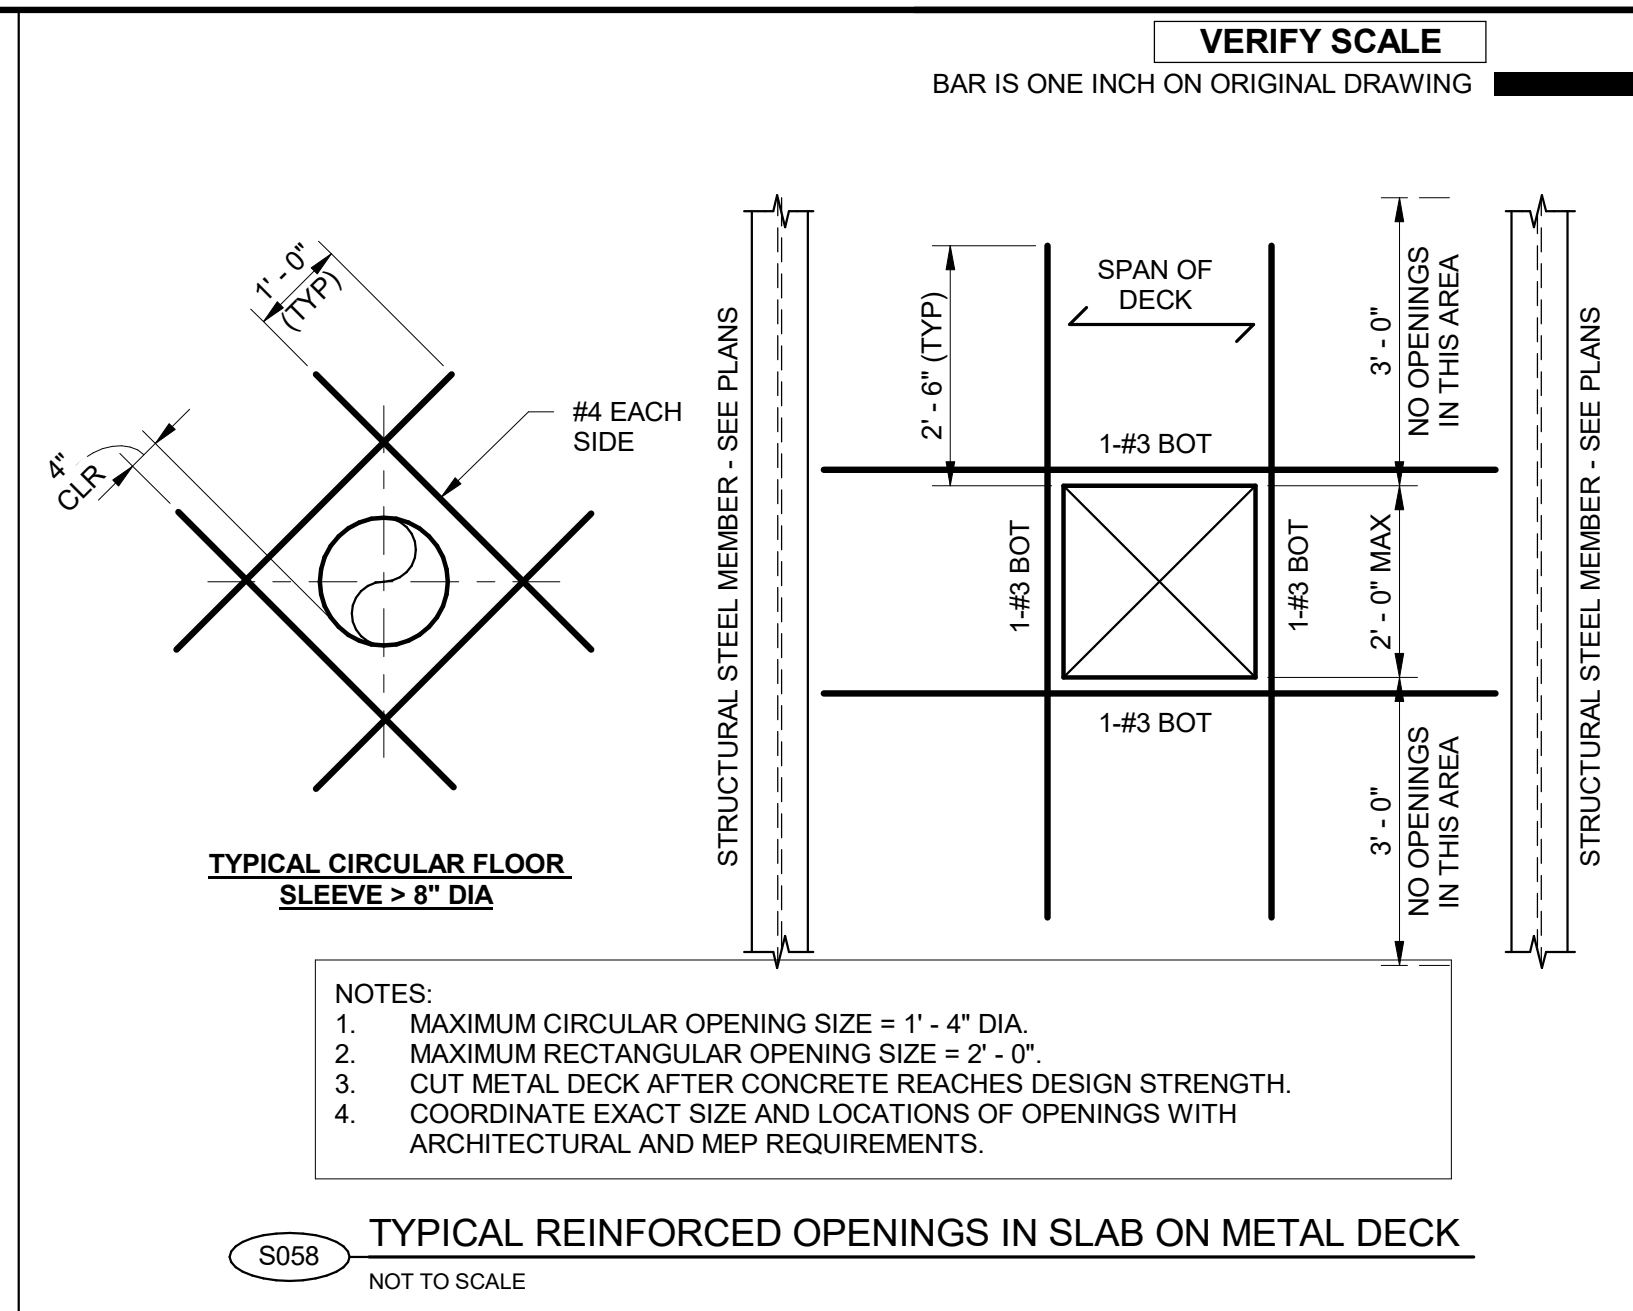 VERIFY SCALE
BAR IS ONE INCH ON ORIGINAL DRAWING
1' - 0"
(TYP)
4"
CLR
#4 EACH
SIDE
TYPICAL CIRCULAR FLOOR
SLEEVE > 8" DIA
STRUCTURAL STEEL MEMBER - SEE PLANS
2' - 6" (TYP)
SPAN OF
DECK
1-#3 BOT
1-#3 BOT
1-#3 BOT
1-#3 BOT
3' - 0"
NO OPENINGS
IN THIS AREA
2' - 0" MAX
3' - 0"
NO OPENINGS
IN THIS AREA
STRUCTURAL STEEL MEMBER - SEE PLANS
NOTES:
1. MAXIMUM CIRCULAR OPENING SIZE = 1' - 4" DIA.
2. MAXIMUM RECTANGULAR OPENING SIZE = 2' - 0".
3. CUT METAL DECK AFTER CONCRETE REACHES DESIGN STRENGTH.
4. COORDINATE EXACT SIZE AND LOCATIONS OF OPENINGS WITH
ARCHITECTURAL AND MEP REQUIREMENTS.
S058
TYPICAL REINFORCED OPENINGS IN SLAB ON METAL DECK
NOT TO SCALE